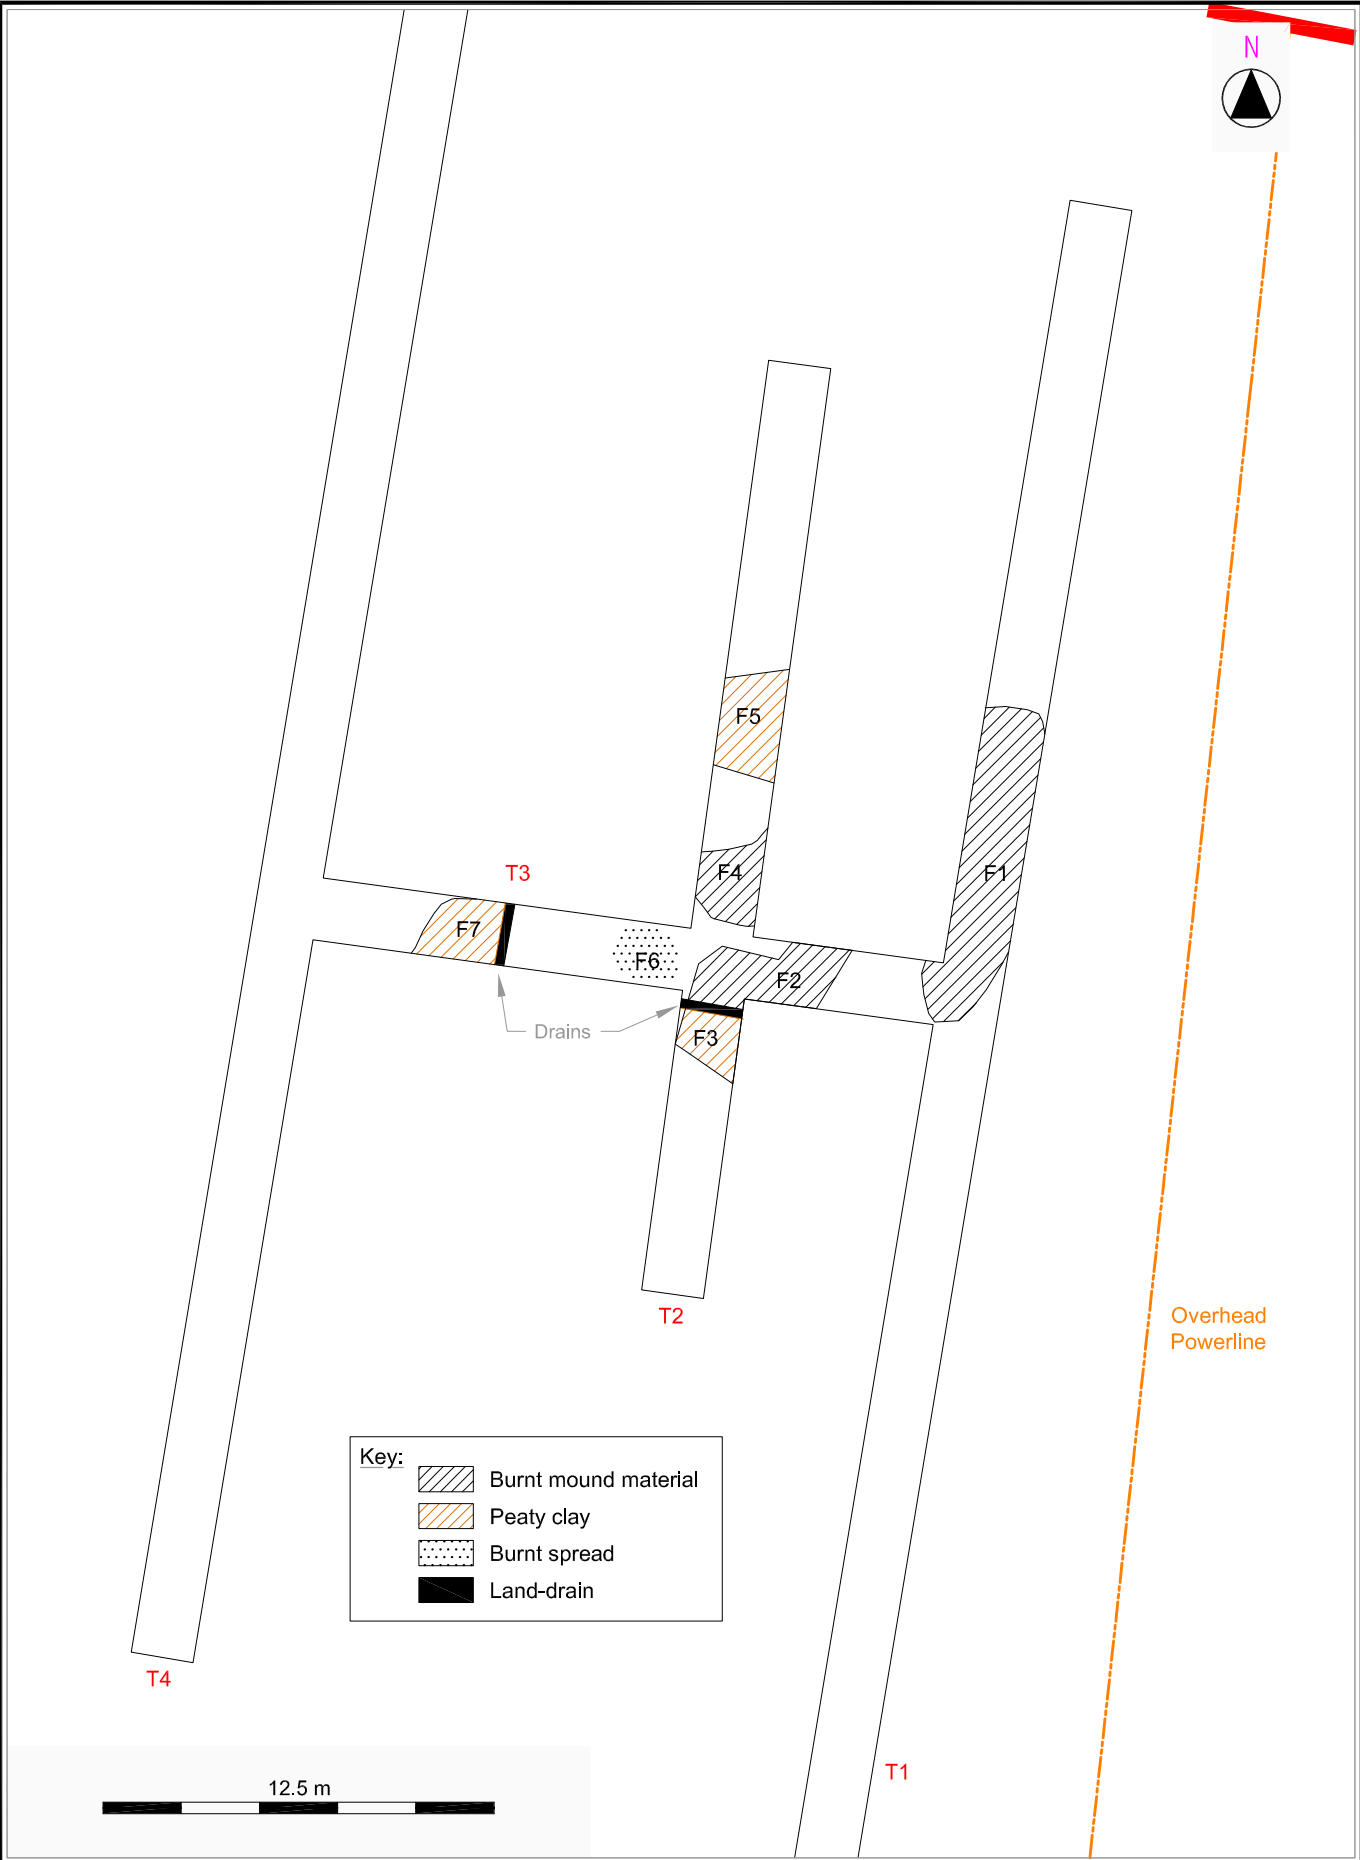 N
F5
F4
F1
T3
F7
F6
F2
Drains
F3
T2
Overhead
Powerline
Key:
Burnt mound material
Peaty clay
Burnt spread
Land-drain
T4
T1
12.5 m